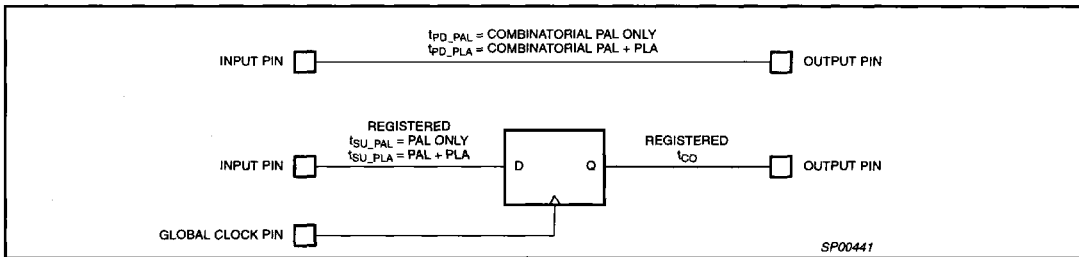 tPD_PAL = COMBINATORIAL PAL ONLY
tPD_PLA = COMBINATORIAL PAL + PLA
INPUT PIN
OUTPUT PIN
REGISTERED
tSU_PAL = PAL ONLY
tSU_PLA = PAL + PLA
REGISTERED
tCO
INPUT PIN
D
Q
OUTPUT PIN
GLOBAL CLOCK PIN
SP00441